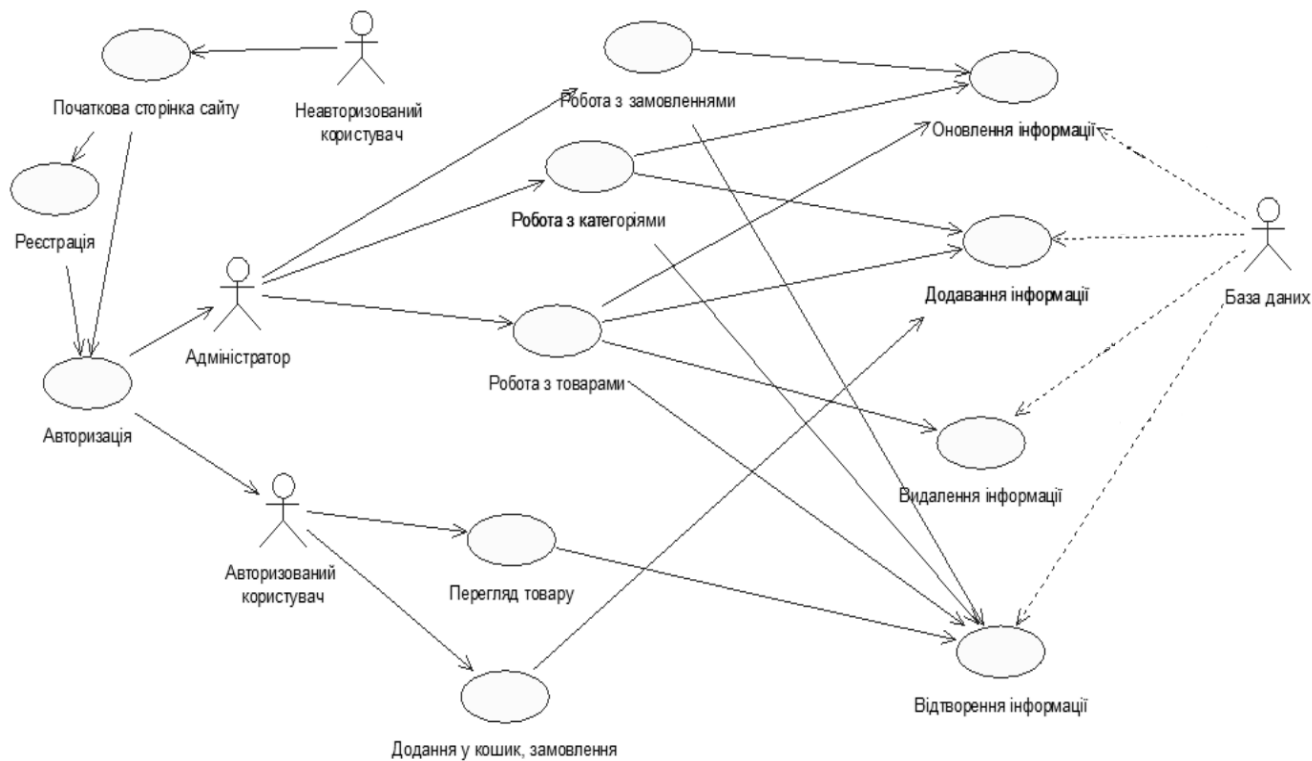 Початкова сторінка сайту
Неавторизований
користувач
Робота з замовленнями
Оновлення інформації
Реєстрація
Робота з категоріями
Додавання інформації
База даних
Адміністратор
Робота з товарами
Авторизація
Видалення інформації
Авторизований
користувач
Перегляд товару
Відтворення інформації
Додання у кошик, замовлення